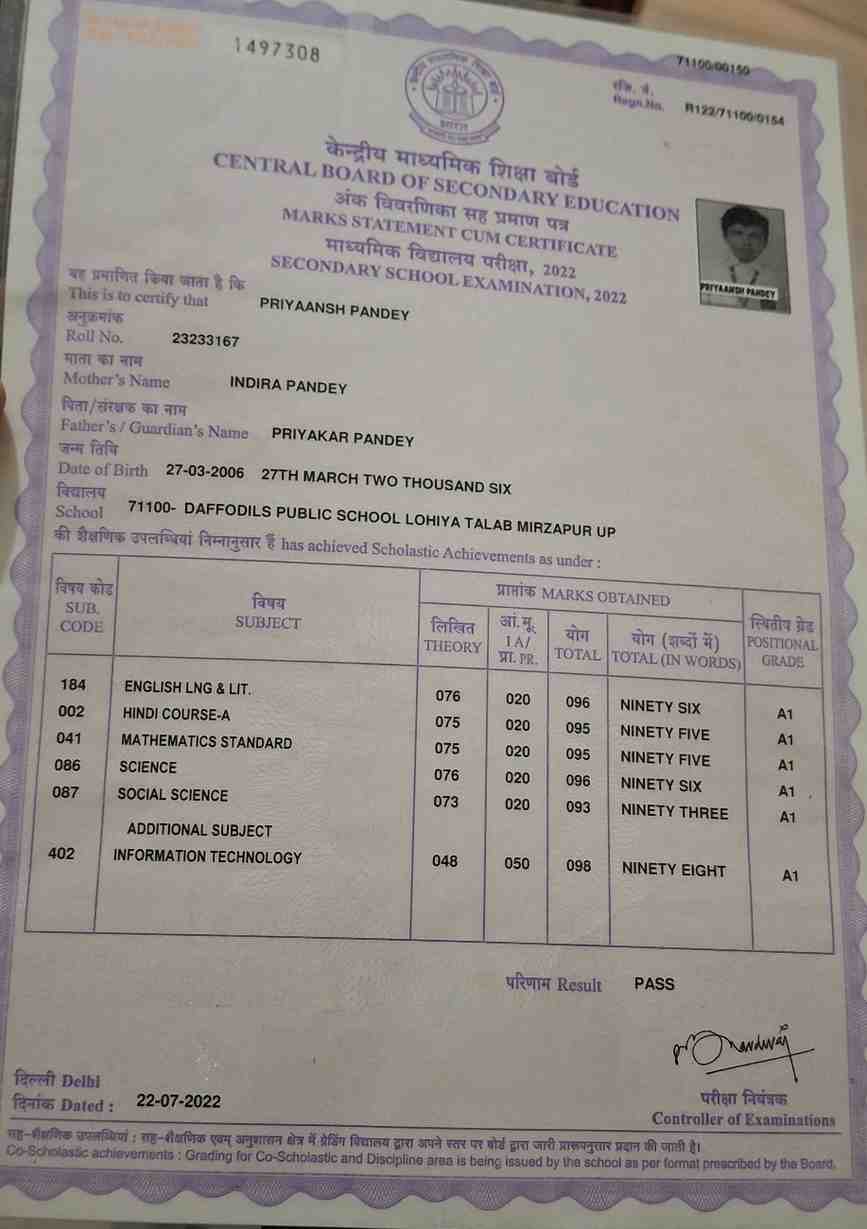 1497308
71100/00150
रजि. नं.
Regn.No. R122/71100/0154
भारत
केन्द्रीय माध्यमिक शिक्षा बोर्ड
CENTRAL BOARD OF SECONDARY EDUCATION
अंक विवरणिका सह प्रमाण पत्र
MARKS STATEMENT CUM CERTIFICATE
माध्यमिक विद्यालय परीक्षा, 2022
SECONDARY SCHOOL EXAMINATION, 2022
PRIYAANSH PANDEY
यह प्रमाणित किया जाता है कि
This is to certify that PRIYAANSH PANDEY
अनुक्रमांक
Roll No. 23233167
माता का नाम
Mother's Name INDIRA PANDEY
पिता/संरक्षक का नाम
Father's / Guardian's Name PRIYAKAR PANDEY
जन्म तिथि
Date of Birth 27-03-2006 27TH MARCH TWO THOUSAND SIX
विद्यालय
School 71100- DAFFODILS PUBLIC SCHOOL LOHIYA TALAB MIRZAPUR UP
की शैक्षणिक उपलब्धियां निम्नानुसार हैं has achieved Scholastic Achievements as under :
विषय कोड विषय प्राप्तांक MARKS OBTAINED स्थितीय ग्रेड
SUB. CODE SUBJECT लिखित THEORY आं.मू. IA/ प्रा. PR. योग TOTAL योग (शब्दों में) TOTAL (IN WORDS) POSITIONAL GRADE
184 ENGLISH LNG & LIT. 076 020 096 NINETY SIX A1
002 HINDI COURSE-A 075 020 095 NINETY FIVE A1
041 MATHEMATICS STANDARD 075 020 095 NINETY FIVE A1
086 SCIENCE 076 020 096 NINETY SIX A1
087 SOCIAL SCIENCE 073 020 093 NINETY THREE A1
ADDITIONAL SUBJECT
402 INFORMATION TECHNOLOGY 048 050 098 NINETY EIGHT A1
परिणाम Result PASS
दिल्ली Delhi
दिनांक Dated : 22-07-2022
परीक्षा नियंत्रक
Controller of Examinations
सह-शैक्षणिक उपलब्धियां : सह-शैक्षणिक एवम् अनुशासन क्षेत्र में ग्रेडिंग विद्यालय द्वारा अपने स्तर पर बोर्ड द्वारा जारी प्रारूपनुसार प्रदान की जाती है।
Co-Scholastic achievements : Grading for Co-Scholastic and Discipline area is being issued by the school as per format prescribed by the Board.